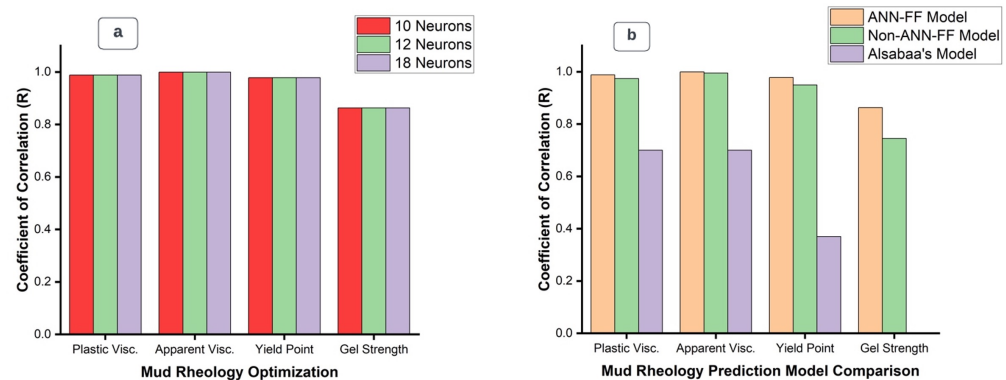 a
10 Neurons
12 Neurons
18 Neurons
Coefficient of Correlation (R)
1.0
0.8
0.6
0.4
0.2
0.0
Plastic Visc.
Apparent Visc.
Yield Point
Gel Strength
Mud Rheology Optimization
b
ANN-FF Model
Non-ANN-FF Model
Alsabaa's Model
Coefficient of Correlation (R)
1.0
0.8
0.6
0.4
0.2
0.0
Plastic Visc.
Apparent Visc.
Yield Point
Gel Strength
Mud Rheology Prediction Model Comparison